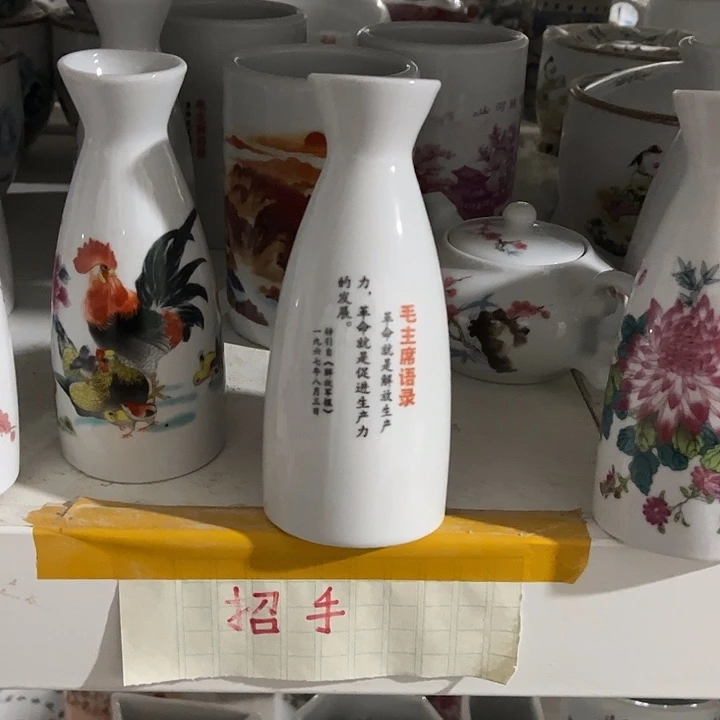 毛主席语录
革命就是解放生产
力，革命就是促进生产力
的发展。
转引自《解放军报》
一九六七年八月三日
招手